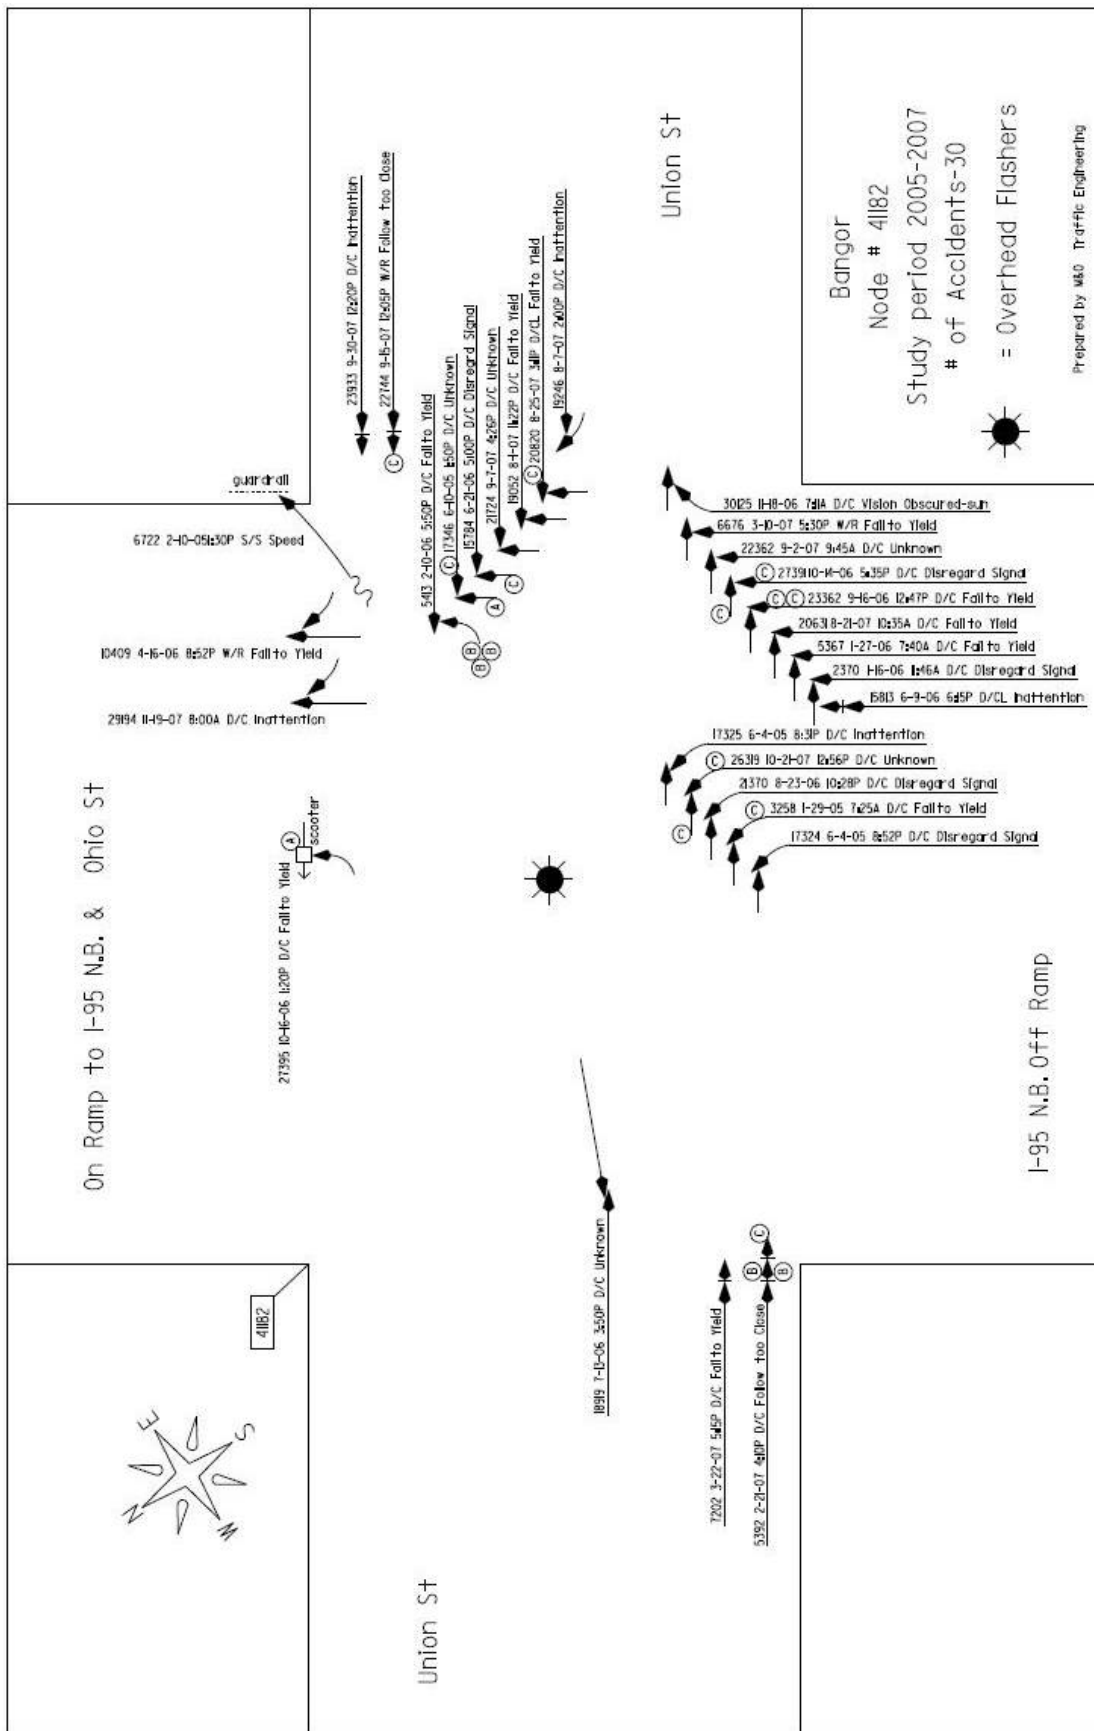 On Ramp to I-95 N.B. & Ohio St
guardrail
6722 2-10-05 1:30P S/S Speed
10409 4-16-06 8:52P W/R Fail to Yield
29194 11-19-07 8:00A D/C Inattention
A
scooter
27395 10-16-06 1:20P D/C Fail to Yield
23933 9-30-07 12:20P D/C Inattention
22744 9-15-07 12:05P W/R Follow too Close
C
5413 2-10-06 5:50P D/C Fail to Yield
B
B
B
C 17346 6-10-05 1:50P D/C Unknown
A
15784 6-21-06 5:00P D/C Disregrd Signal
C
21724 9-7-07 4:26P D/C Unknown
19052 8-1-07 11:22P D/C Fail to Yield
C 20820 8-25-07 3:11P D/CL Fail to Yield
19246 8-7-07 2:00P D/C Inattention
Union St
30125 11-18-06 7:11A D/C Vision Obscured-sun
6676 3-10-07 5:30P W/R Fail to Yield
22362 9-2-07 9:45A D/C Unknown
C 27391 10-14-06 5:35P D/C Disregard Signal
C
C C 23362 9-16-06 12:47P D/C Fail to Yield
20631 8-21-07 10:35A D/C Fail to Yield
5367 1-27-06 7:40A D/C Fail to Yield
2370 1-16-06 11:46A D/C Disregard Signal
15813 6-9-06 6:15P D/CL Inattention
17325 6-4-05 8:31P D/C Inattention
C 26319 10-21-07 12:56P D/C Unknown
C
21370 8-23-06 10:28P D/C Disregard Signal
C 3258 1-29-05 7:25A D/C Fail to Yield
17324 6-4-05 8:52P D/C Disregard Signal
I-95 N.B. Off Ramp
18919 7-13-06 3:50P D/C Unknown
7202 3-22-07 5:15P D/C Fail to Yield
5392 2-21-07 4:10P D/C Follow too Close
B
B
C
Union St
41182
N
E
S
W
Bangor
Node # 41182
Study period 2005-2007
# of Accidents-30
= Overhead Flashers
Prepared by M&O Traffic Engineering